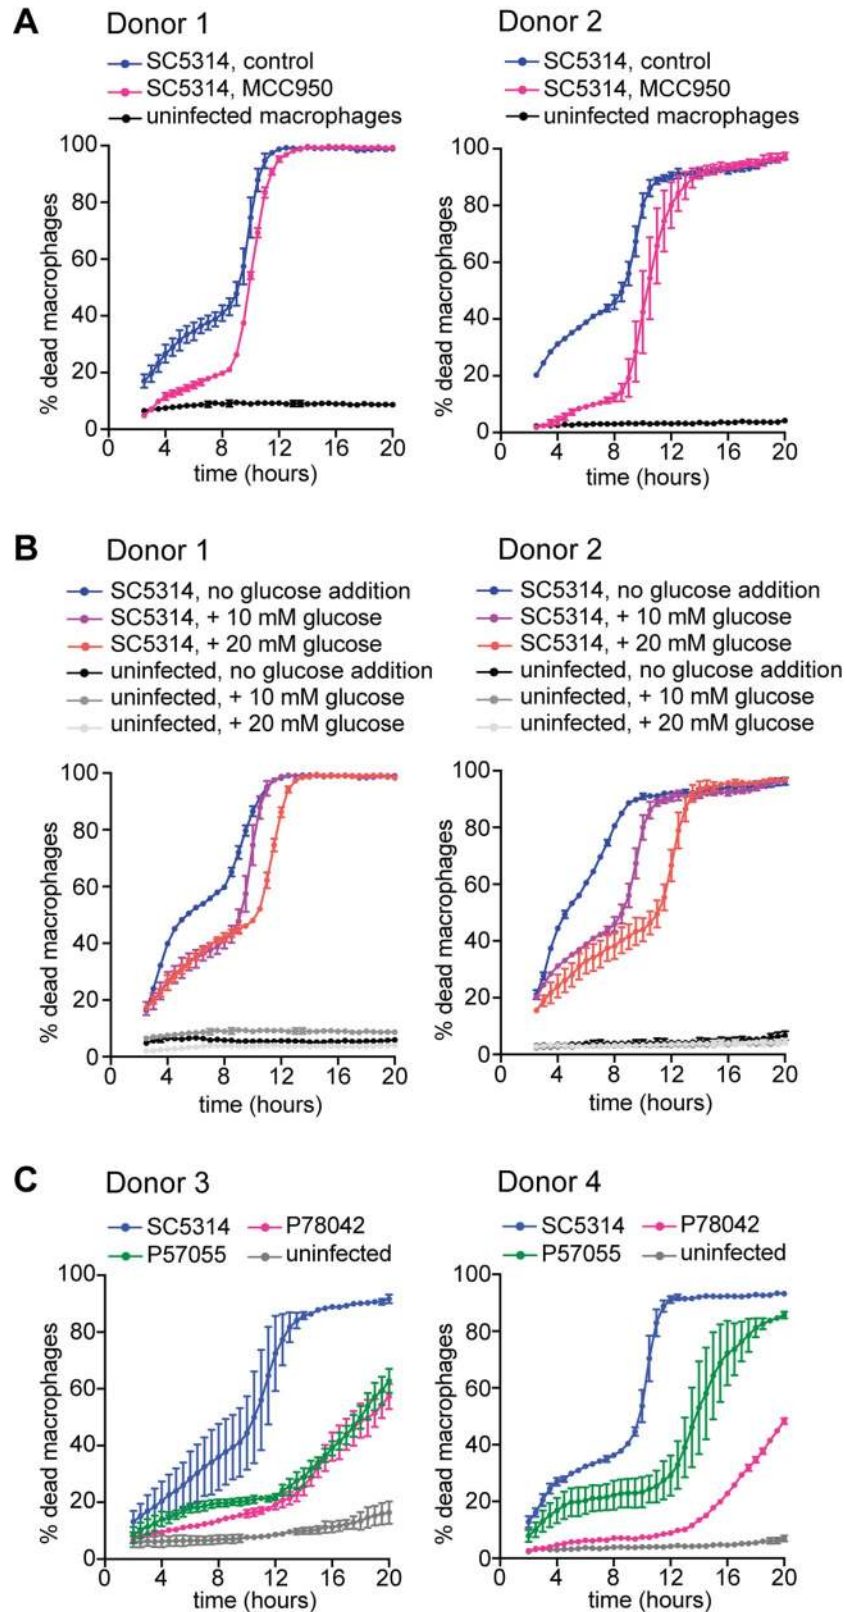 A
Donor 1
SC5314, control
SC5314, MCC950
uninfected macrophages
100
80
60
40
20
0
0 4 8 12 16 20
% dead macrophages
time (hours)
Donor 2
SC5314, control
SC5314, MCC950
uninfected macrophages
100
80
60
40
20
0
0 4 8 12 16 20
% dead macrophages
time (hours)
B
Donor 1
SC5314, no glucose addition
SC5314, + 10 mM glucose
SC5314, + 20 mM glucose
uninfected, no glucose addition
uninfected, + 10 mM glucose
uninfected, + 20 mM glucose
100
80
60
40
20
0
0 4 8 12 16 20
% dead macrophages
time (hours)
Donor 2
SC5314, no glucose addition
SC5314, + 10 mM glucose
SC5314, + 20 mM glucose
uninfected, no glucose addition
uninfected, + 10 mM glucose
uninfected, + 20 mM glucose
100
80
60
40
20
0
0 4 8 12 16 20
% dead macrophages
time (hours)
C
Donor 3
SC5314 P78042
P57055 uninfected
100
80
60
40
20
0
0 4 8 12 16 20
% dead macrophages
time (hours)
Donor 4
SC5314 P78042
P57055 uninfected
100
80
60
40
20
0
0 4 8 12 16 20
% dead macrophages
time (hours)